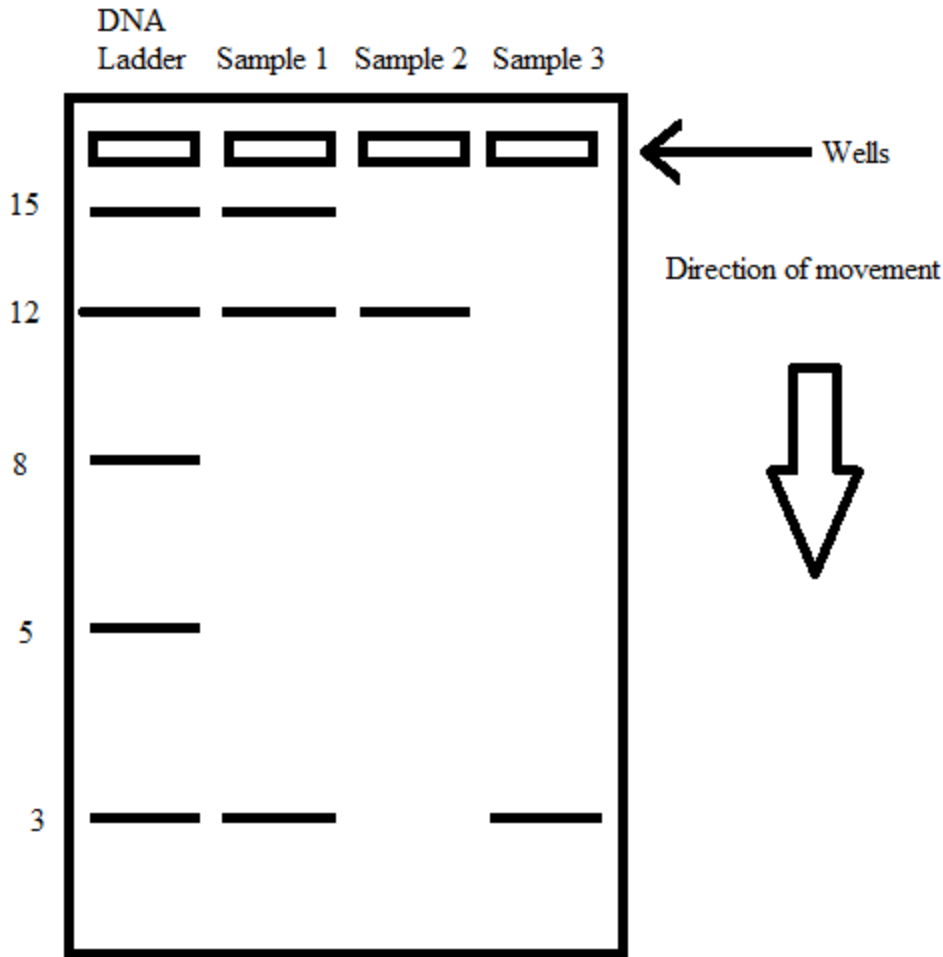 DNA
Ladder Sample 1 Sample 2 Sample 3
Wells
15
Direction of movement
12
8
5
3